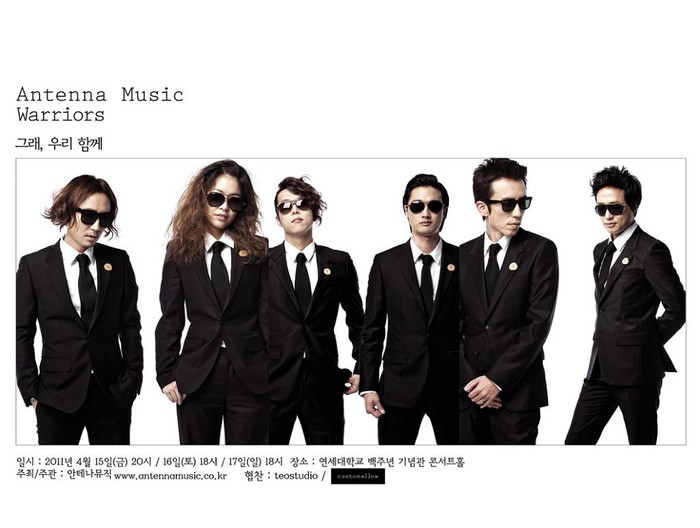 Antenna Music
Warriors
그래, 우리 함께
일시 : 2011년 4월 15일(금) 20시 / 16일(토) 18시 / 17일(일) 18시 장소 : 연세대학교 백주년 기념관 콘서트홀
주최/주관 : 안테나뮤직 www.antennamusic.co.kr 협찬 : teostudio / customellow